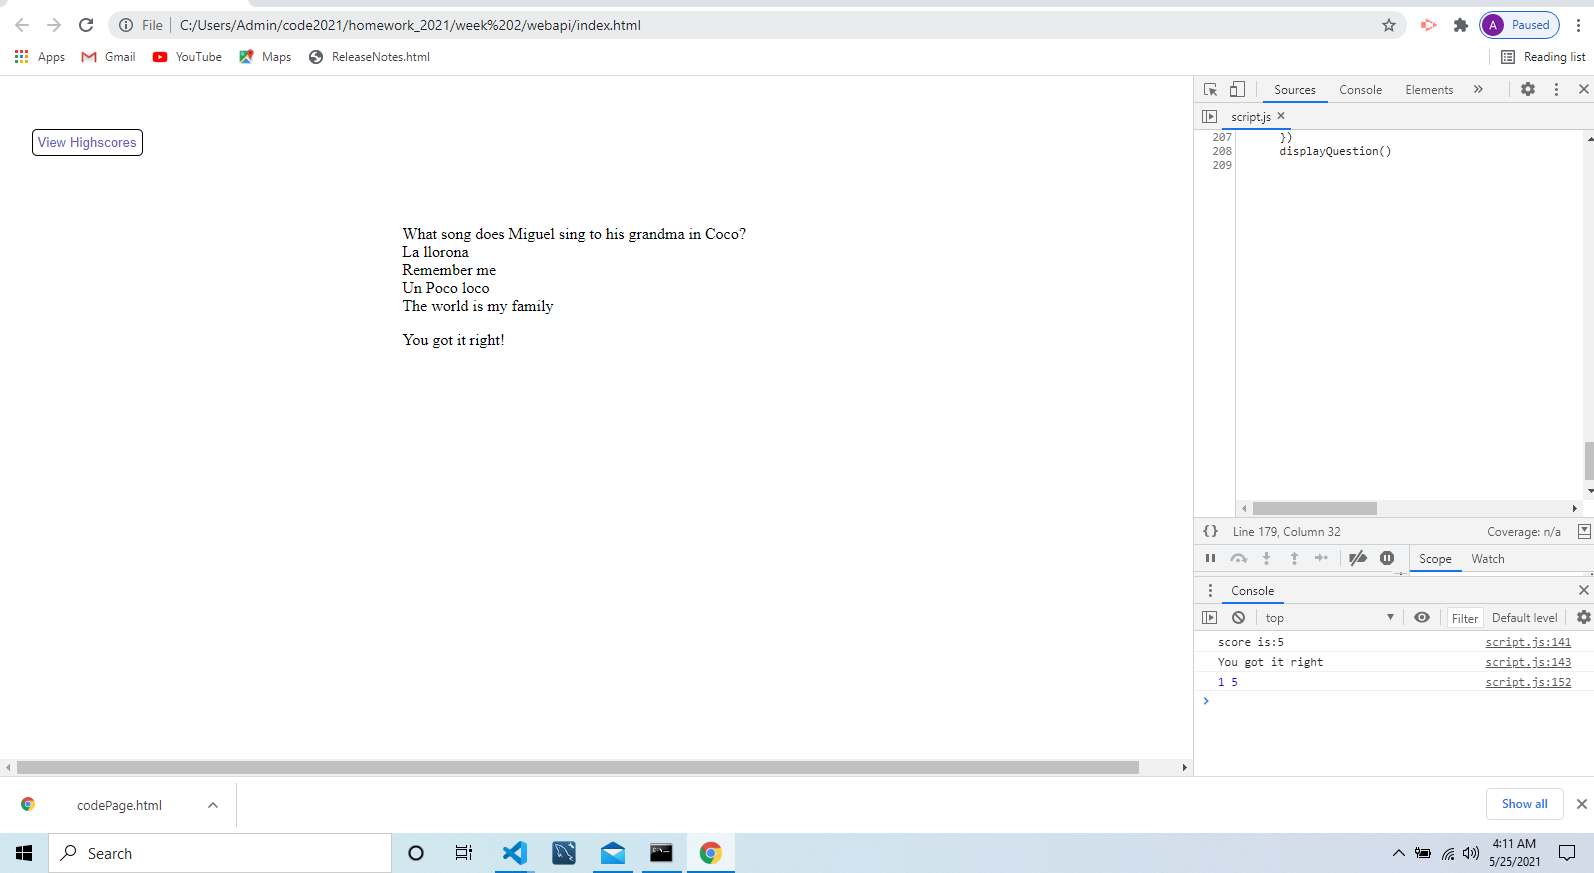 File C:/Users/Admin/code2021/homework_2021/week%202/webapi/index.html
A Paused
Apps Gmail YouTube Maps ReleaseNotes.html Reading list
Sources Console Elements »
script.js
View Highscores
207 })
208 displayQuestion()
209
What song does Miguel sing to his grandma in Coco?
La llorona
Remember me
Un Poco loco
The world is my family
You got it right!
{} Line 179, Column 32 Coverage: n/a
Scope Watch
Console
top Filter Default level
score is:5 script.js:141
You got it right script.js:143
1 5 script.js:152
>
codePage.html Show all
Search
4:11 AM
5/25/2021